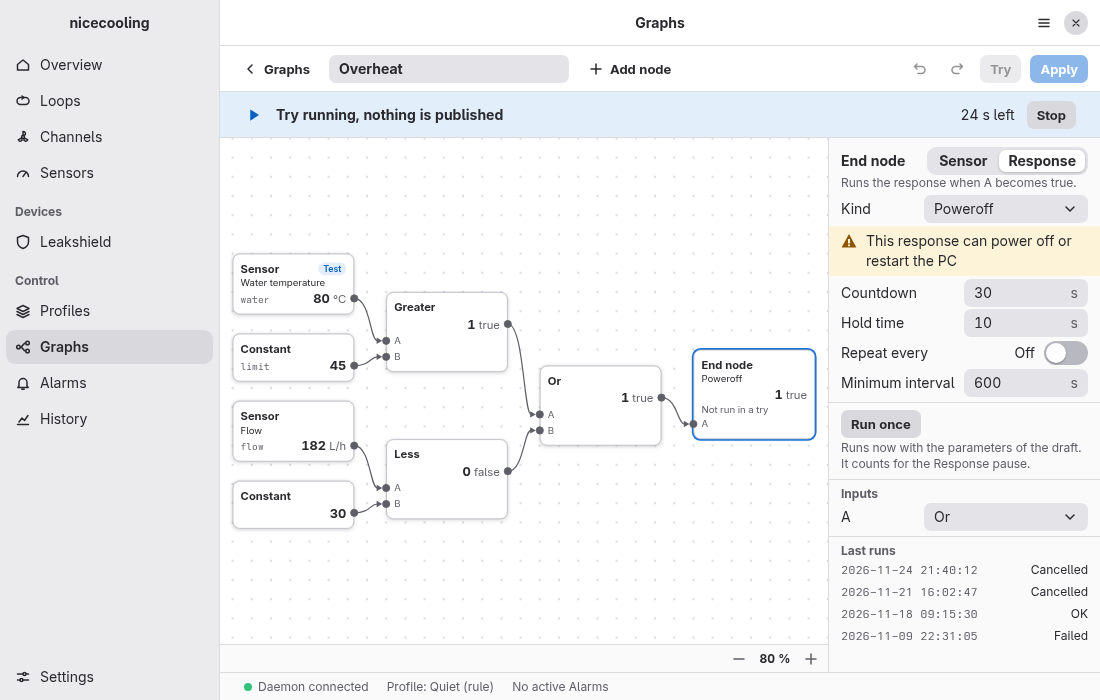 nicecooling
Graphs
Overview
Loops
Channels
Sensors
Devices
Leakshield
Control
Profiles
Graphs
Alarms
History
Settings
Graphs
Overheat
Add node
Try
Apply
Try running, nothing is published
24 s left
Stop
Sensor
Test
Water temperature
water
80 °C
Constant
limit
45
Sensor
Flow
flow
182 L/h
Constant
30
Greater
1 true
A
B
Less
0 false
A
B
Or
1 true
A
B
End node
Poweroff
1 true
Not run in a try
A
80 %
End node
Sensor
Response
Runs the response when A becomes true.
Kind
Poweroff
This response can power off or
restart the PC
Countdown
30
s
Hold time
10
s
Repeat every
Off
Minimum interval
600
s
Run once
Runs now with the parameters of the draft.
It counts for the Response pause.
Inputs
A
Or
Last runs
2026-11-24 21:40:12 Cancelled
2026-11-21 16:02:47 Cancelled
2026-11-18 09:15:30 OK
2026-11-09 22:31:05 Failed
Daemon connected
Profile: Quiet (rule)
No active Alarms